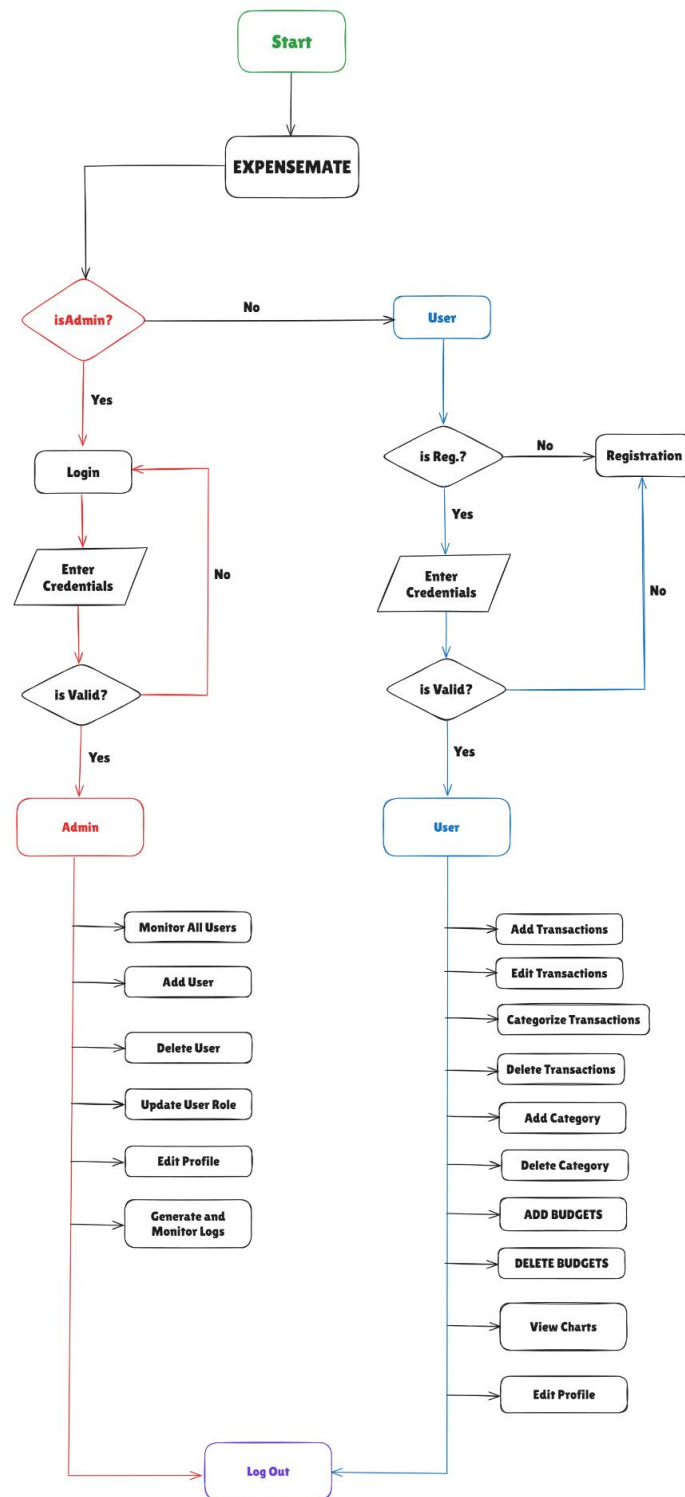 Start
EXPENSEMATE
isAdmin?
No
User
Yes
Login
Enter
Credentials
No
is Valid?
Yes
Admin
Monitor All Users
Add User
Delete User
Update User Role
Edit Profile
Generate and
Monitor Logs
is Reg.?
No
Registration
Yes
Enter
Credentials
No
is Valid?
Yes
User
Add Transactions
Edit Transactions
Categorize Transactions
Delete Transactions
Add Category
Delete Category
ADD BUDGETS
DELETE BUDGETS
View Charts
Edit Profile
Log Out